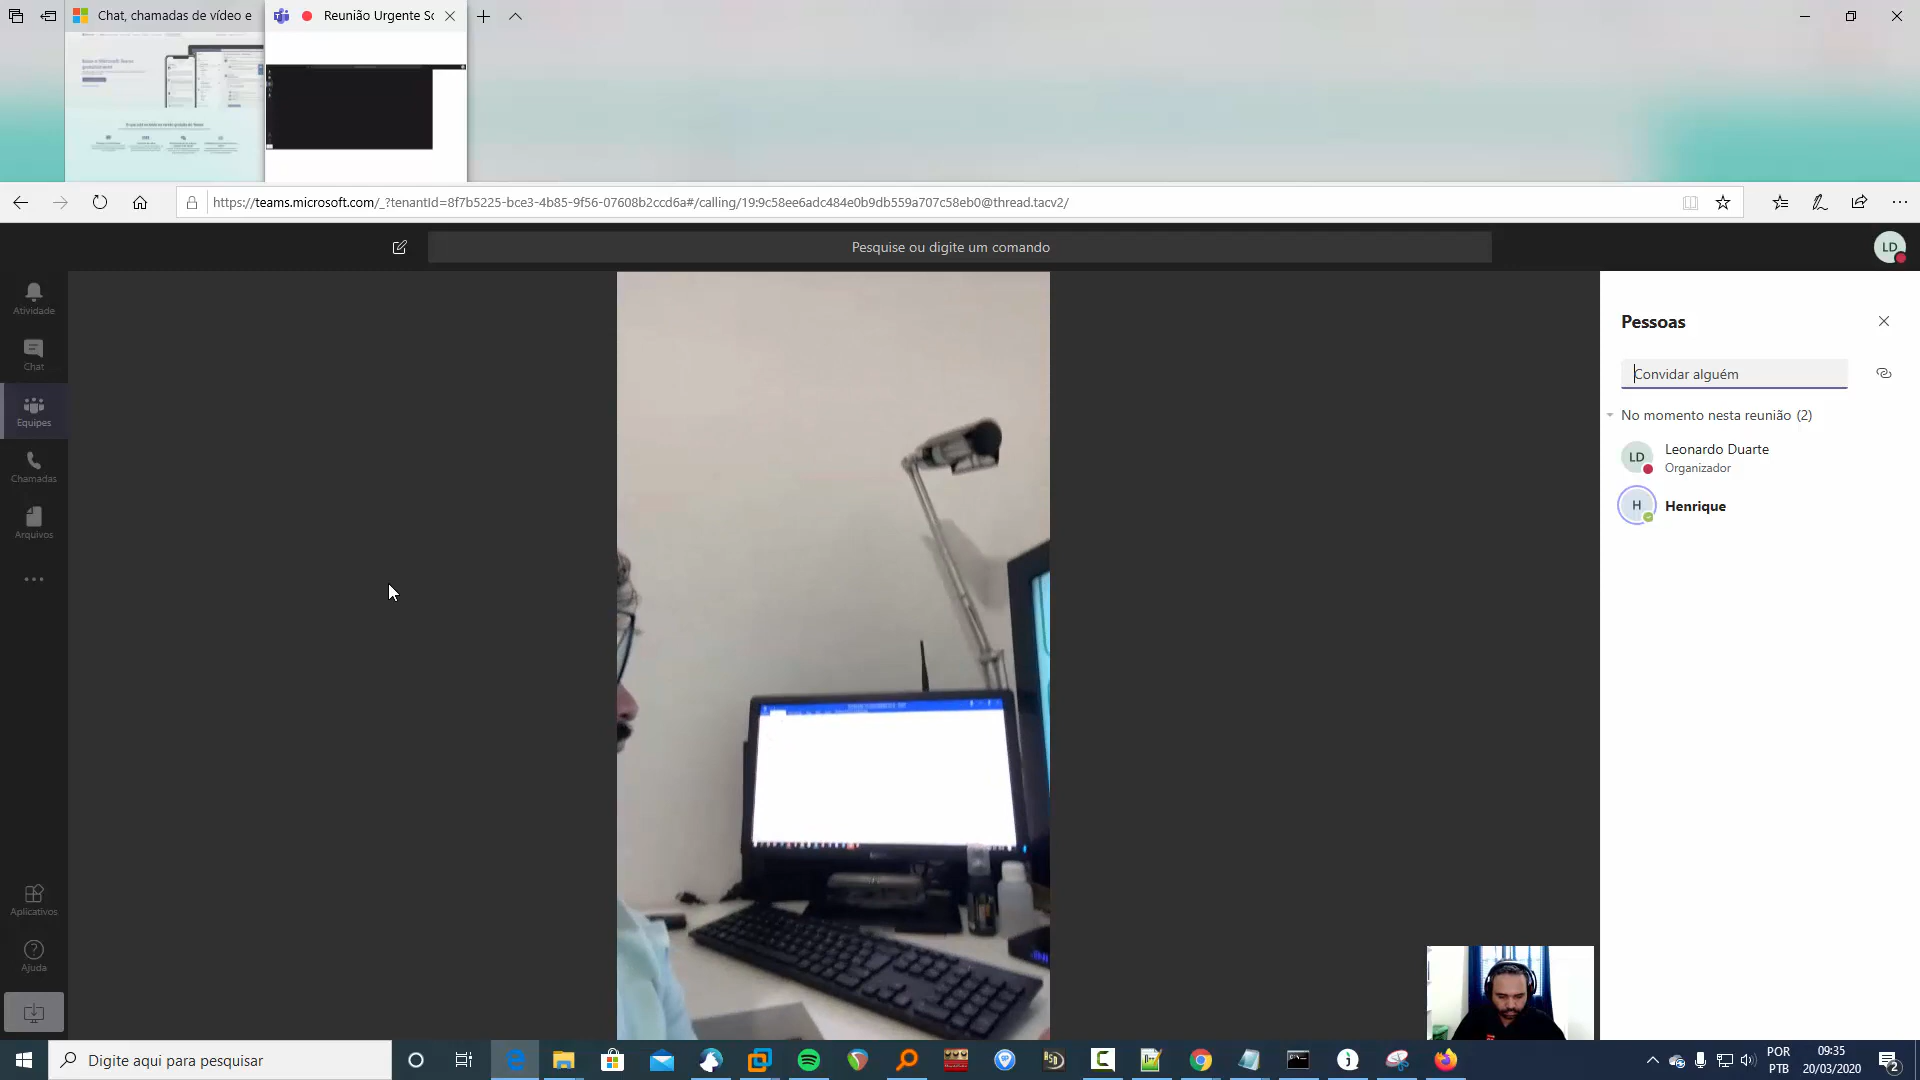 Chat, chamadas de vídeo e
Reunião Urgente So
https://teams.microsoft.com/_?tenantId=8f7b5225-bce3-4b85-9f56-07608b2ccd6a#/calling/19:9c58ee6adc484e0b9db559a707c58eb0@thread.tacv2/
Pesquise ou digite um comando
LD
Atividade
Chat
Equipes
Chamadas
Arquivos
Aplicativos
Ajuda
Pessoas
Convidar alguém
No momento nesta reunião (2)
LD
Leonardo Duarte
Organizador
H
Henrique
Digite aqui para pesquisar
POR
PTB
09:35
20/03/2020
2